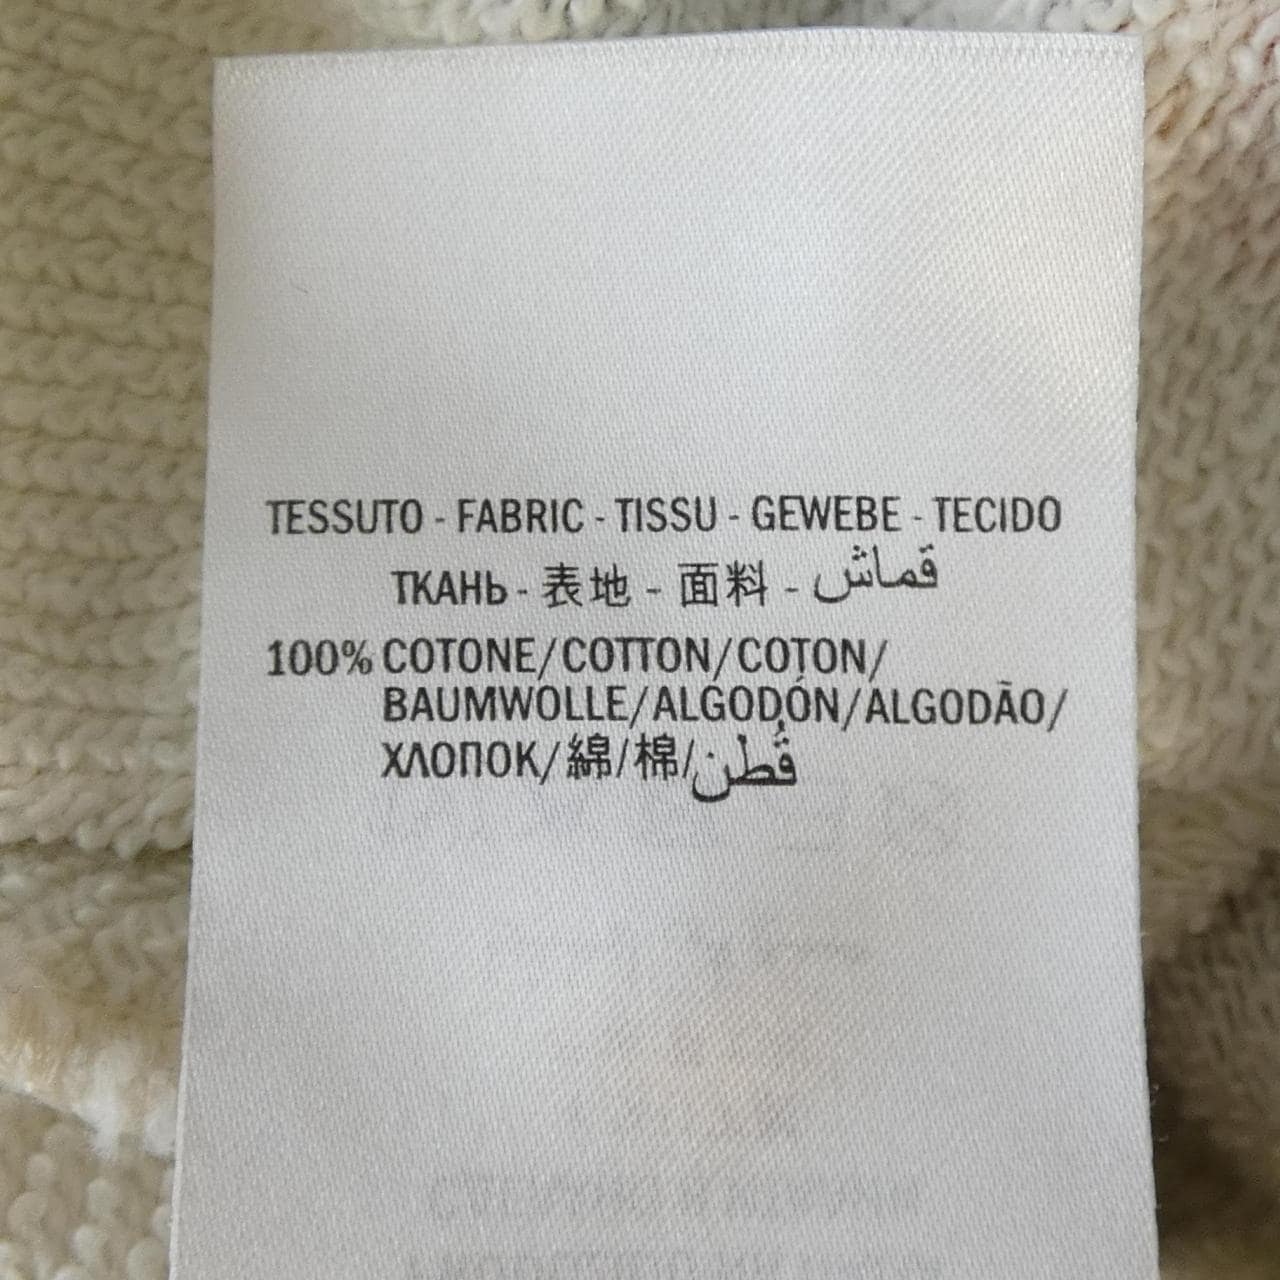 TESSUTO - FABRIC - TISSU - GEWEBE - TECIDO
ТКАНЬ - 表地 - 面料 - قماش
100% COTONE/COTTON/COTON/
BAUMWOLLE/ALGODÓN/ALGODÃO/
ХЛОПОК/綿/棉/قُطن